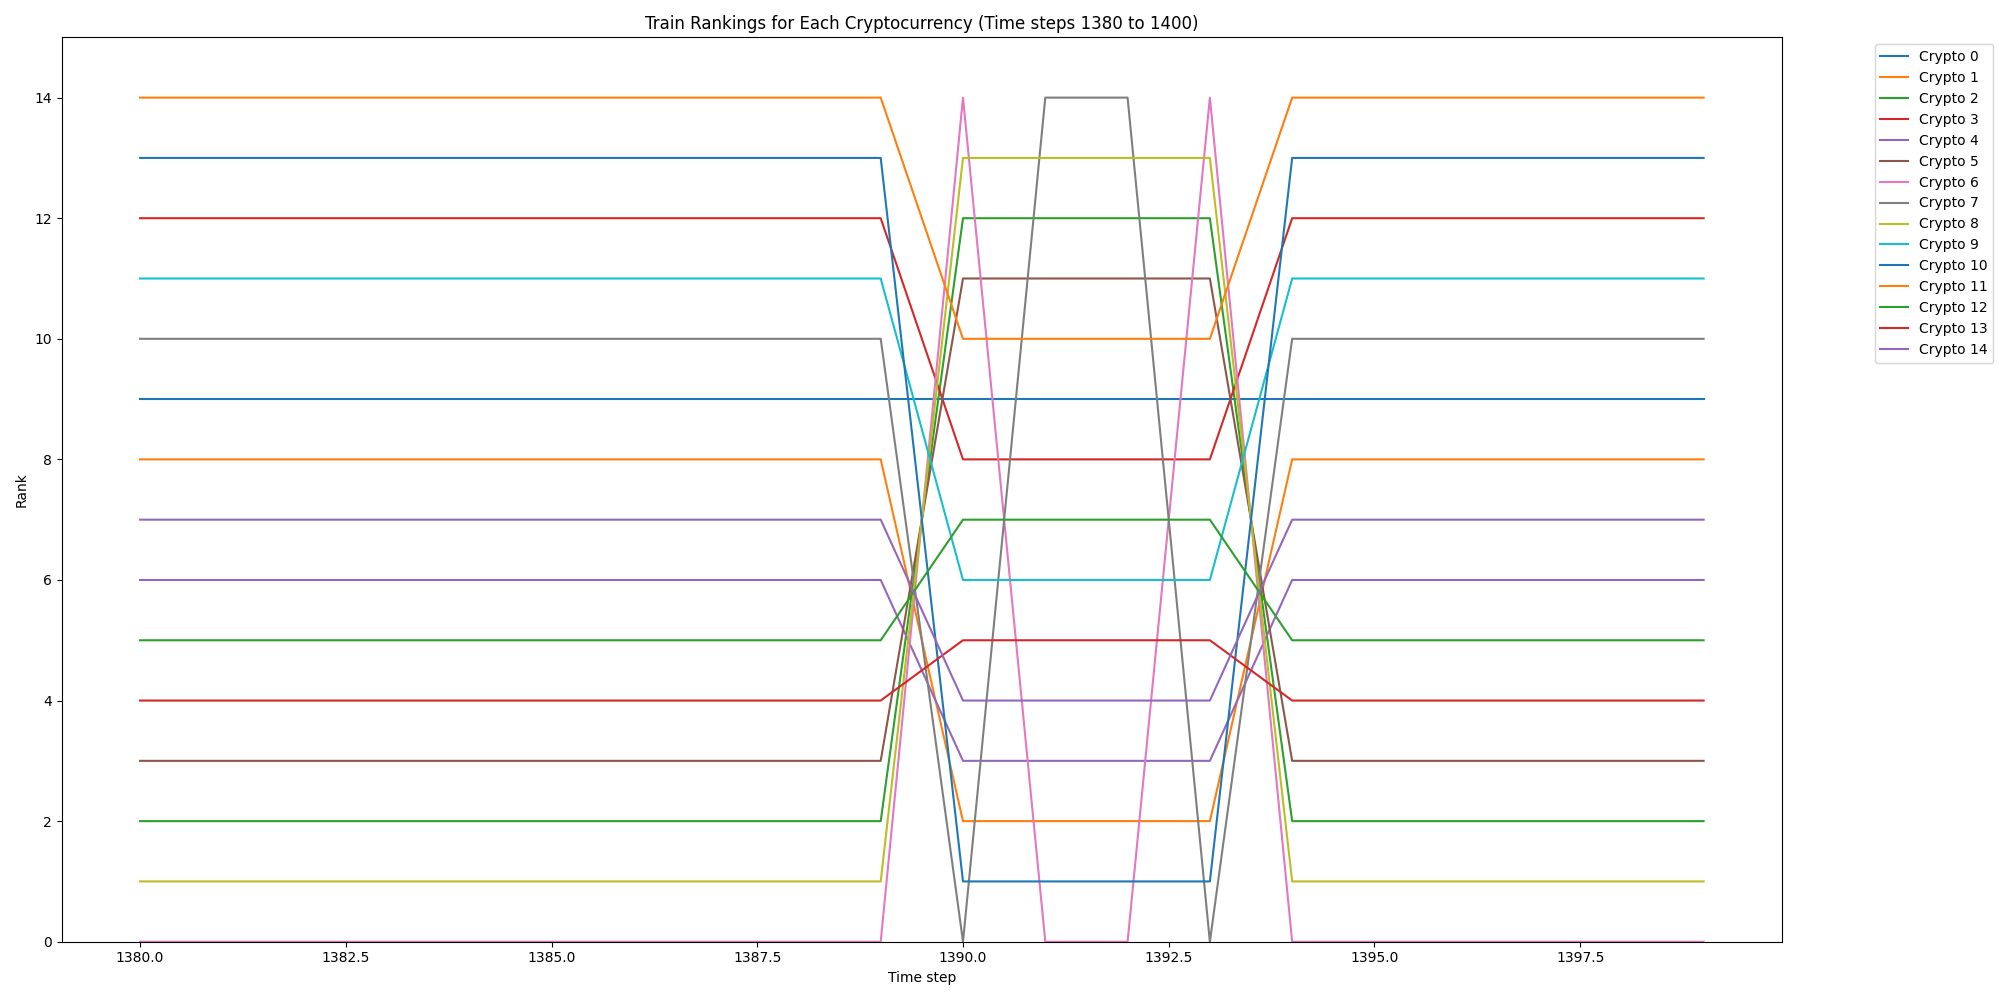 Train Rankings for Each Cryptocurrency (Time steps 1380 to 1400)
Rank
14
12
10
8
6
4
2
0
1380.0 1382.5 1385.0 1387.5 1390.0 1392.5 1395.0 1397.5
Time step
Crypto 0
Crypto 1
Crypto 2
Crypto 3
Crypto 4
Crypto 5
Crypto 6
Crypto 7
Crypto 8
Crypto 9
Crypto 10
Crypto 11
Crypto 12
Crypto 13
Crypto 14